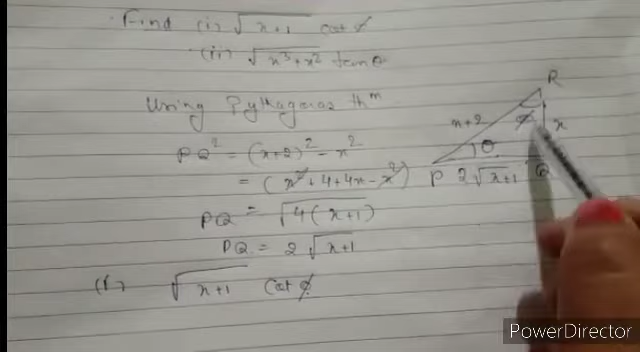 Find (i) √x+1 cot φ
(ii) √x³+x² tan θ
Using Pythagoras thm
PQ² = (x+2)² - x²
= (x²+4+4x-x²)
PQ = √4(x+1)
PQ = 2√x+1
(i) √x+1 cot φ
R
x+2
φ
x
θ
P 2√x+1 Q
PowerDirector